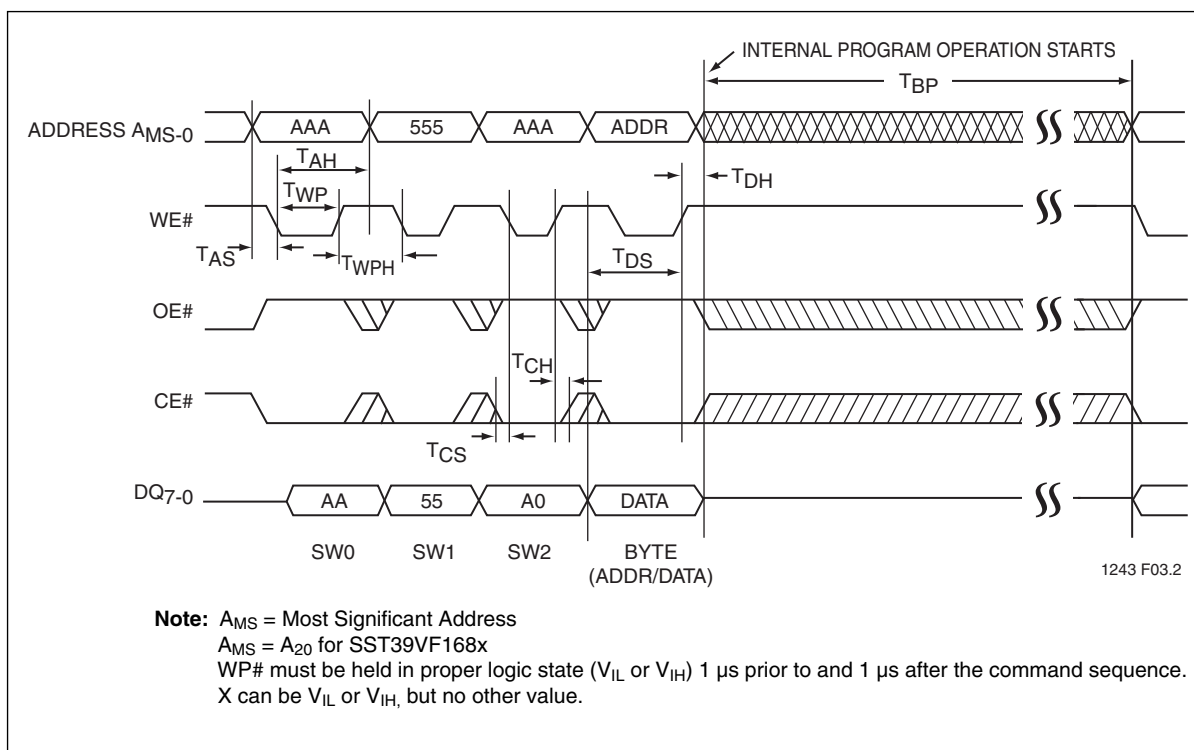 INTERNAL PROGRAM OPERATION STARTS
TBP
ADDRESS AMS-0
AAA 555 AAA ADDR
TAH
TDH
TWP
WE#
TAS
TWPH
TDS
OE#
TCH
CE#
TCS
DQ7-0
AA 55 A0 DATA
SW0 SW1 SW2 BYTE
(ADDR/DATA)
1243 F03.2
Note: AMS = Most Significant Address
AMS = A20 for SST39VF168x
WP# must be held in proper logic state (VIL or VIH) 1 µs prior to and 1 µs after the command sequence.
X can be VIL or VIH, but no other value.